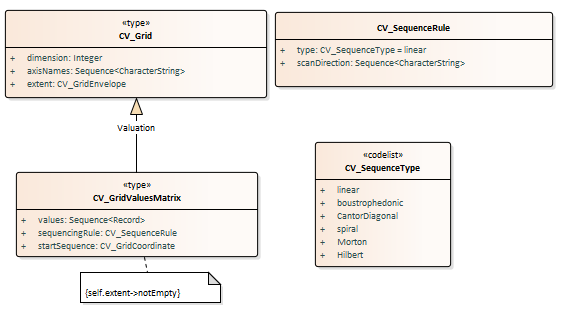 «type»
CV_Grid
+ dimension: Integer
+ axisNames: Sequence<CharacterString>
+ extent: CV_GridEnvelope
CV_SequenceRule
+ type: CV_SequenceType = linear
+ scanDirection: Sequence<CharacterString>
Valuation
«type»
CV_GridValuesMatrix
+ values: Sequence<Record>
+ sequencingRule: CV_SequenceRule
+ startSequence: CV_GridCoordinate
{self.extent->notEmpty}
«codelist»
CV_SequenceType
+ linear
+ boustrophedonic
+ CantorDiagonal
+ spiral
+ Morton
+ Hilbert